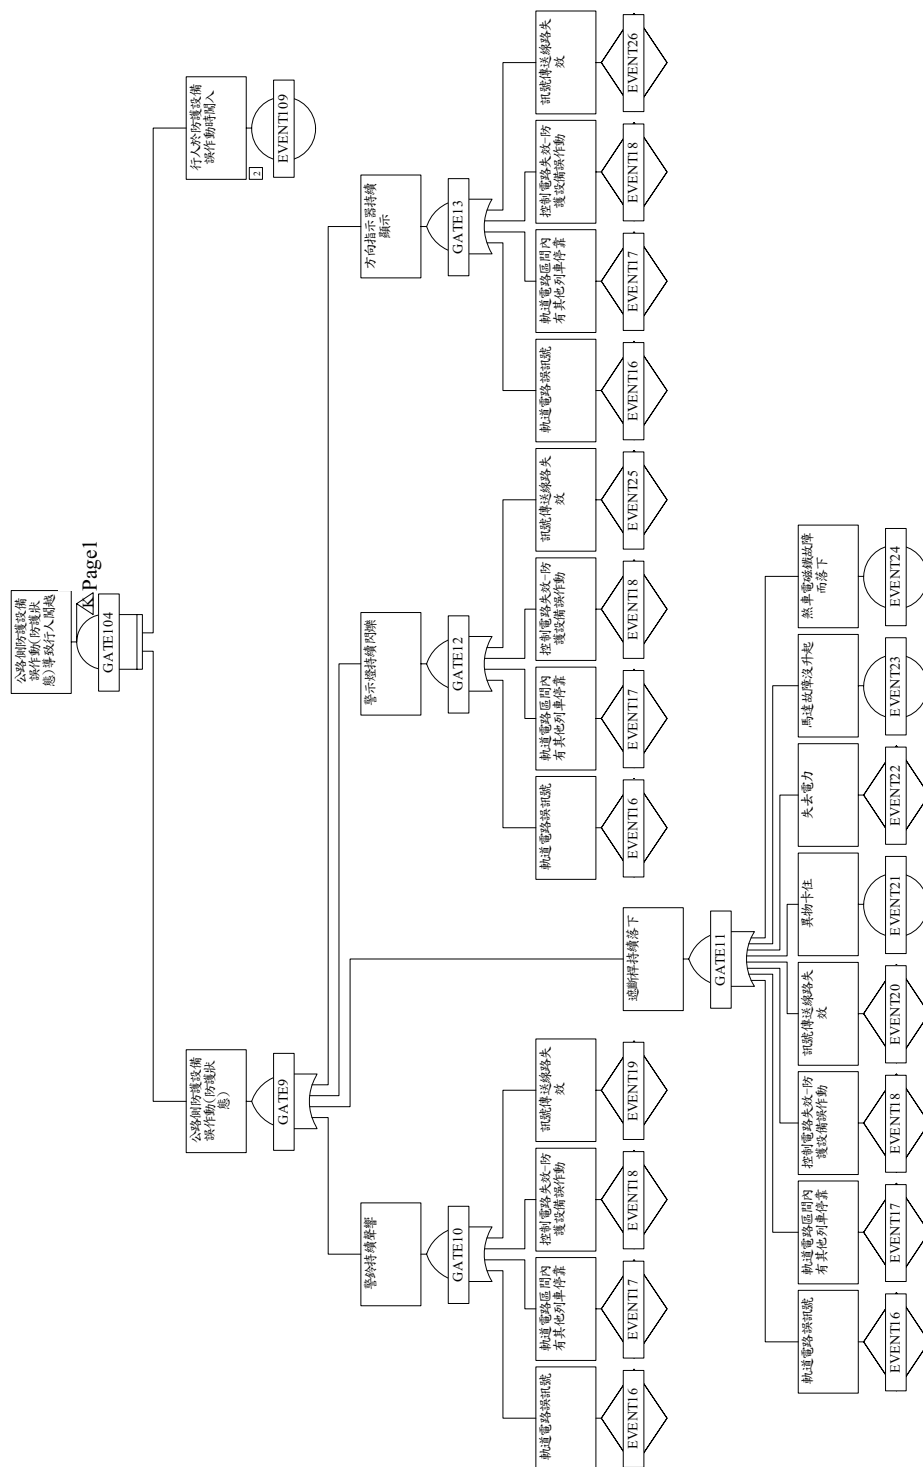 公路側防護設備
誤作動(防護狀
態)導致行人闖越
K
Page1
GATE104
公路側防護設備
誤作動(防護狀
態)
GATE9
行人於防護設備
誤作動時闖入
2
EVENT109
警鈴持續聲響
GATE10
警示燈持續閃爍
GATE12
方向指示器持續
顯示
GATE13
軌道電路誤訊號
EVENT16
軌道電路區間內
有其他列車停靠
EVENT17
控制電路失效-防
護設備誤作動
EVENT18
訊號傳送線路失
效
EVENT19
軌道電路誤訊號
EVENT16
軌道電路區間內
有其他列車停靠
EVENT17
控制電路失效-防
護設備誤作動
EVENT18
訊號傳送線路失
效
EVENT25
軌道電路誤訊號
EVENT16
軌道電路區間內
有其他列車停靠
EVENT17
控制電路失效-防
護設備誤作動
EVENT18
訊號傳送線路失
效
EVENT26
遮斷桿持續落下
GATE11
軌道電路誤訊號
EVENT16
軌道電路區間內
有其他列車停靠
EVENT17
控制電路失效-防
護設備誤作動
EVENT18
訊號傳送線路失
效
EVENT20
異物卡住
EVENT21
失去電力
EVENT22
馬達故障沒升起
EVENT23
煞車電磁鐵故障
而落下
EVENT24